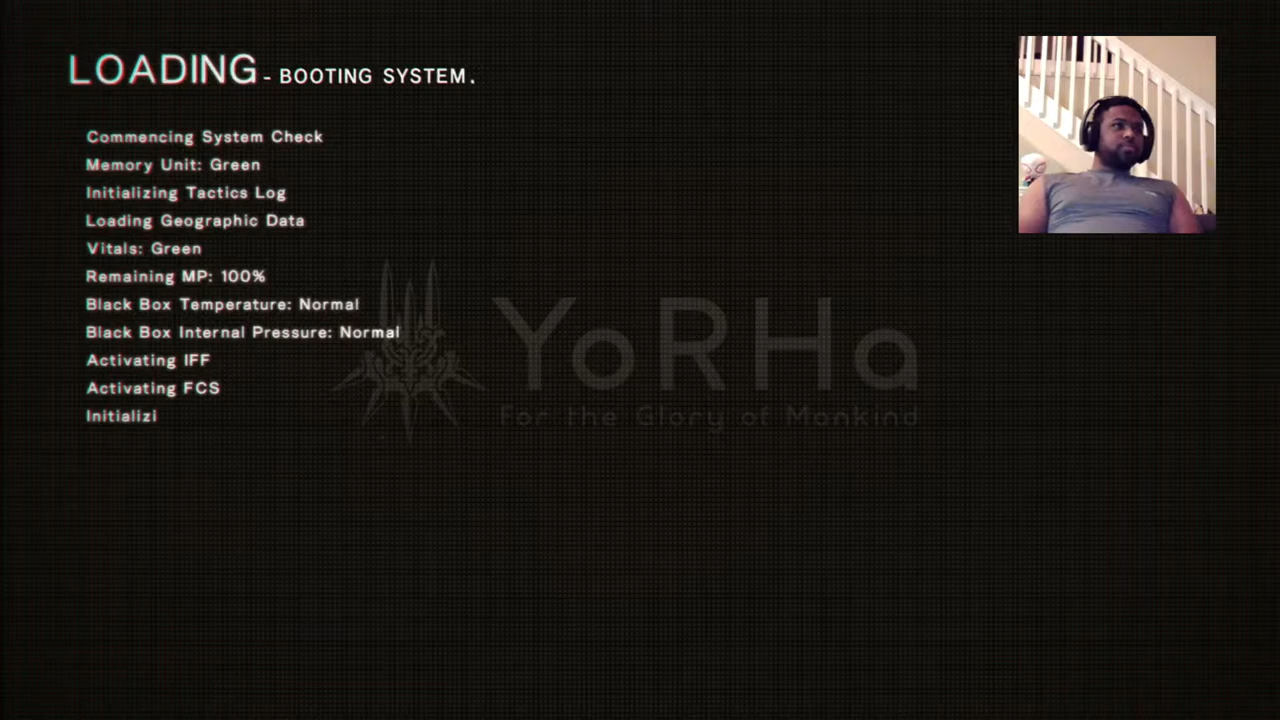 LOADING - BOOTING SYSTEM.
Commencing System Check
Memory Unit: Green
Initializing Tactics Log
Loading Geographic Data
Vitals: Green
Remaining MP: 100%
Black Box Temperature: Normal
Black Box Internal Pressure: Normal
Activating IFF
Activating FCS
Initializi
YoRHa
For the Glory of Mankind